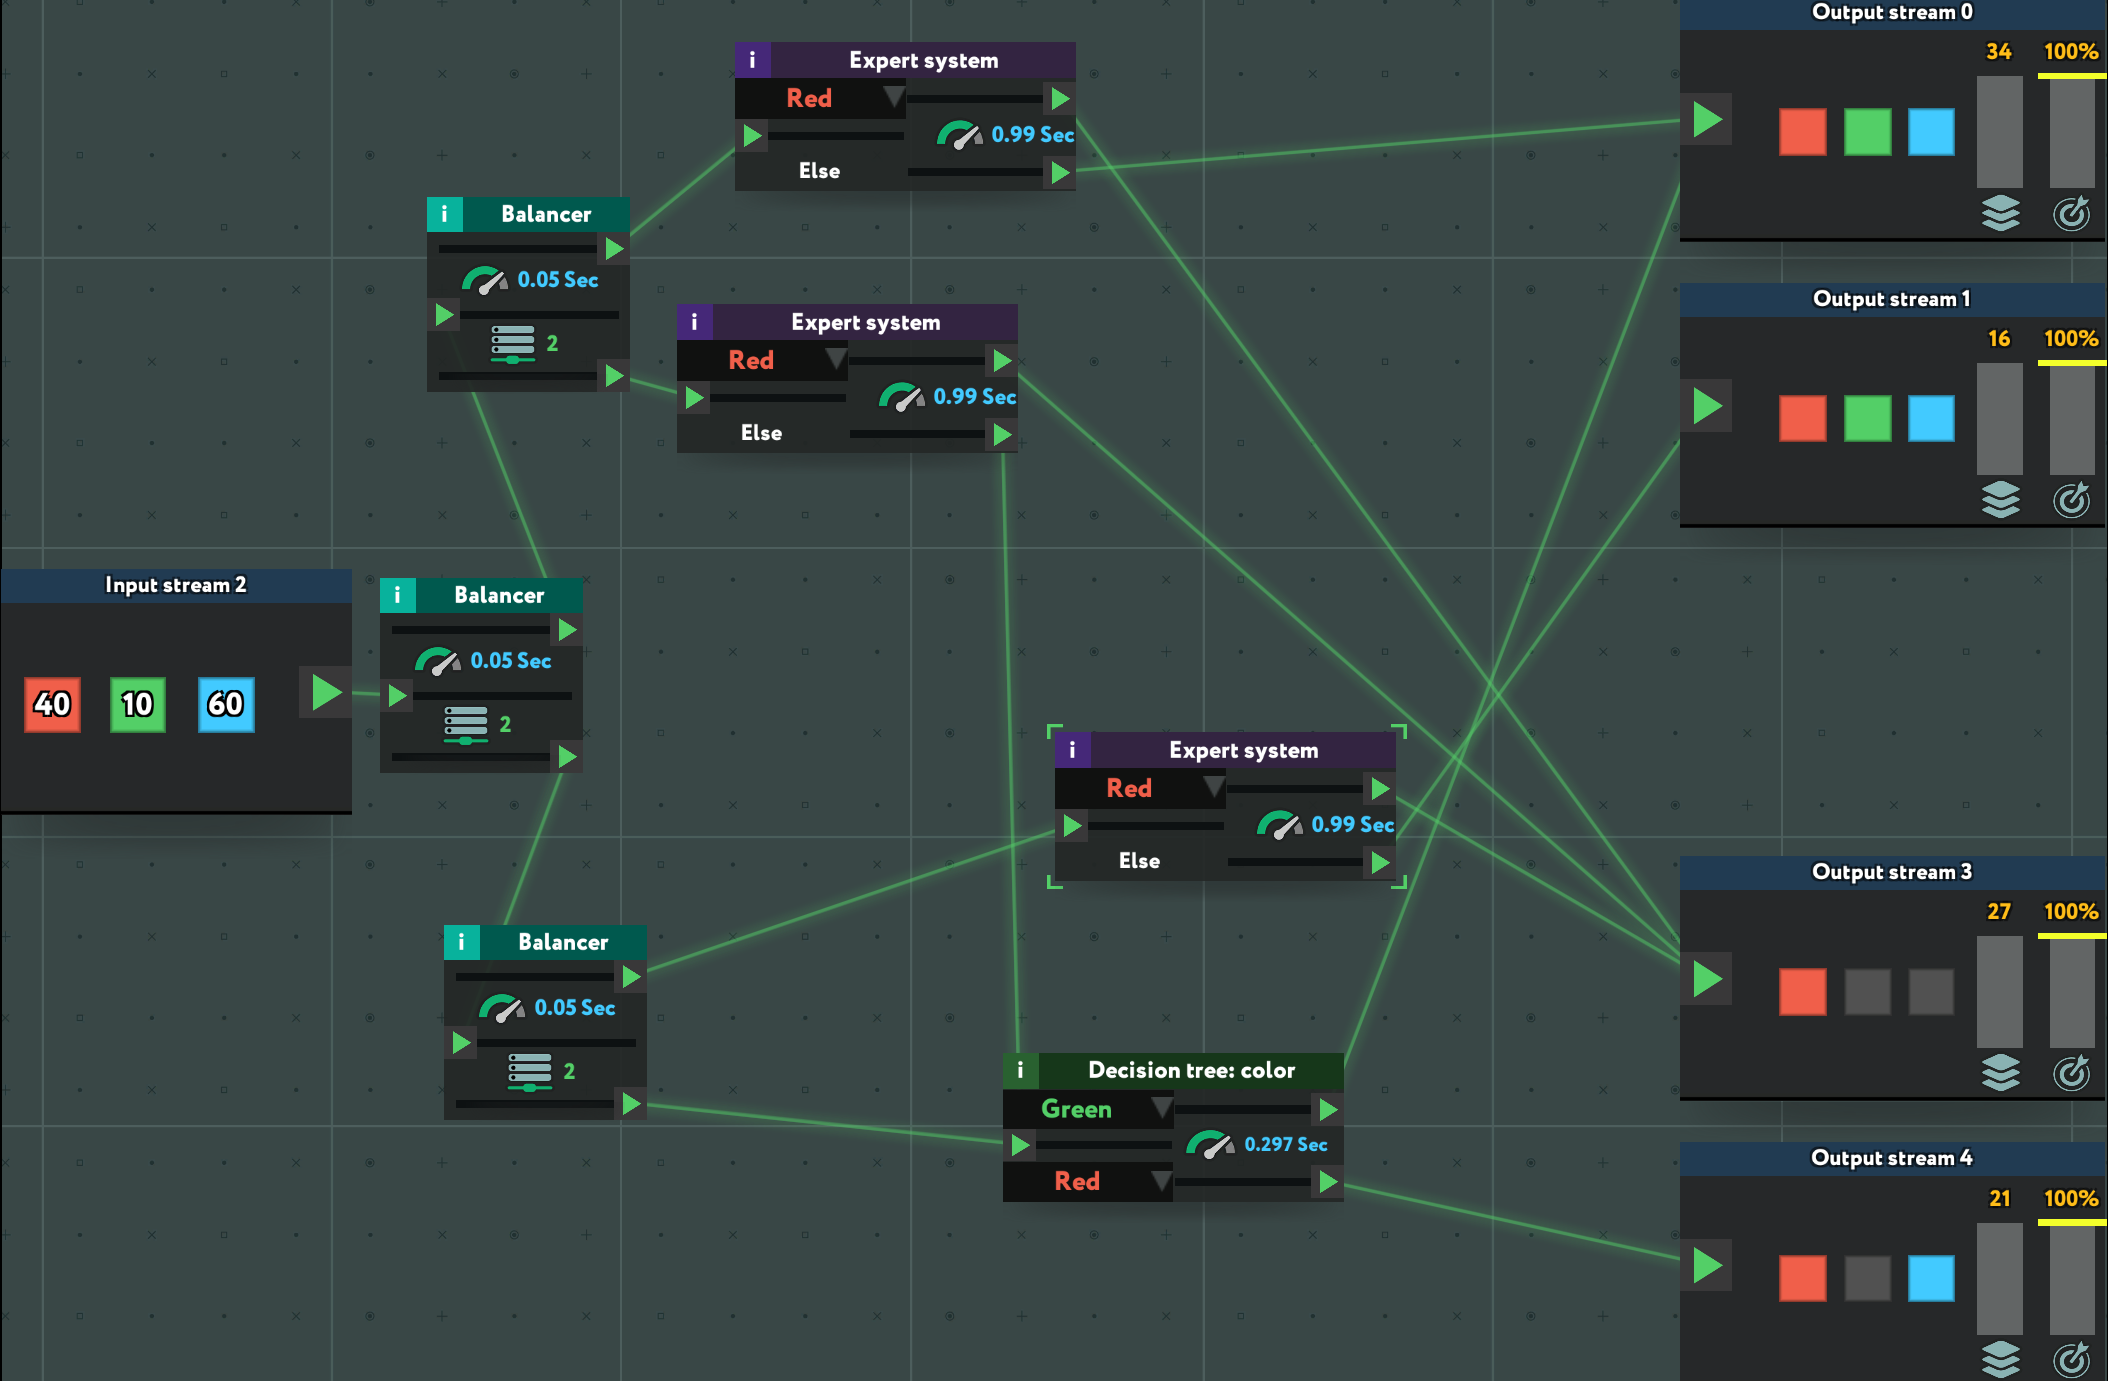 Output stream 0
34 100%
i Expert system
Red
0.99 Sec
Else
i Balancer
0.05 Sec
2
Output stream 1
16 100%
i Expert system
Red
0.99 Sec
Else
Input stream 2
40 10 60
i Balancer
0.05 Sec
2
i Expert system
Red
0.99 Sec
Else
Output stream 3
27 100%
i Balancer
0.05 Sec
2
i Decision tree: color
Green
0.297 Sec
Red
Output stream 4
21 100%